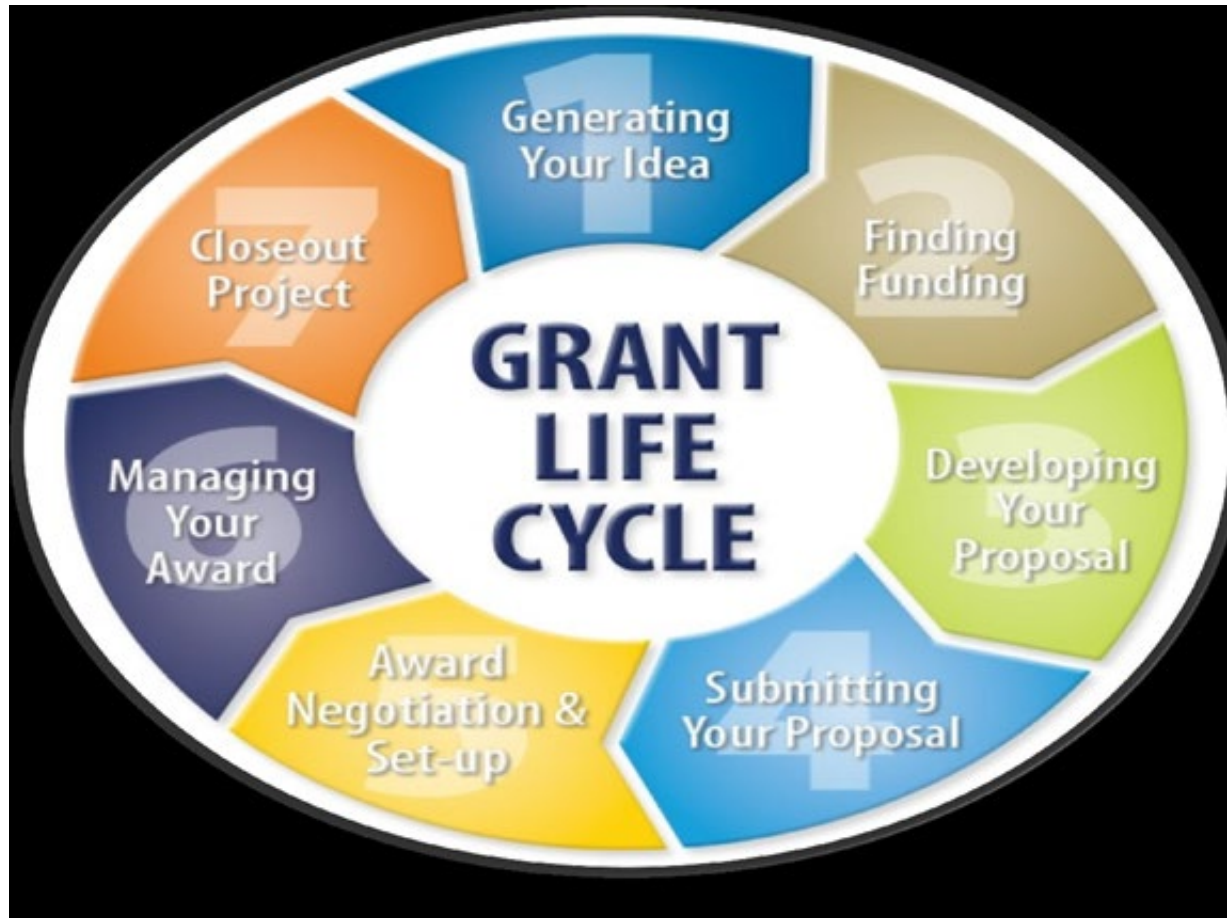 GRANT
LIFE
CYCLE
1
Generating
Your Idea
2
Finding
Funding
3
Developing
Your
Proposal
4
Submitting
Your Proposal
5
Award
Negotiation &
Set-up
6
Managing
Your
Award
7
Closeout
Project